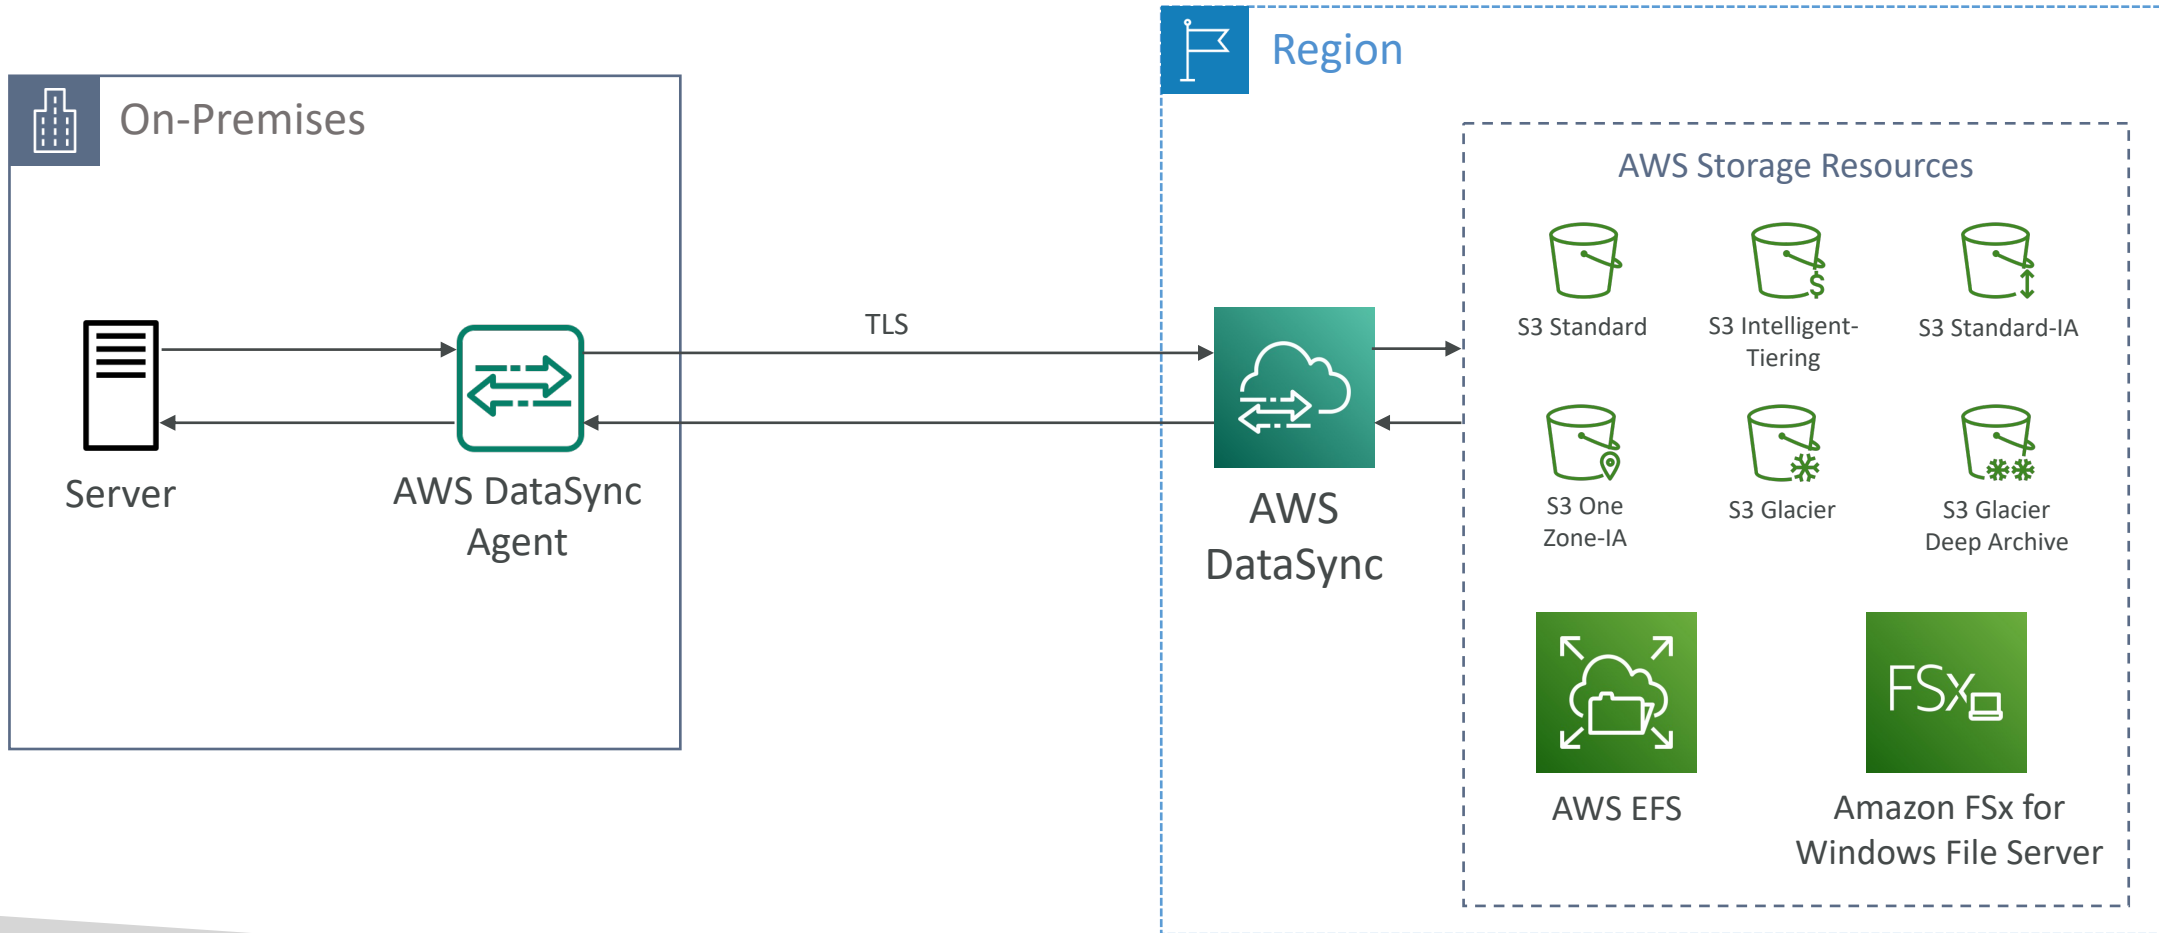 Region
On-Premises
AWS Storage Resources
S3 Standard
S3 Intelligent-
Tiering
S3 Standard-IA
TLS
S3 One
Zone-IA
S3 Glacier
S3 Glacier
Deep Archive
Server
AWS DataSync
Agent
AWS
DataSync
FSx
AWS EFS
Amazon FSx for
Windows File Server